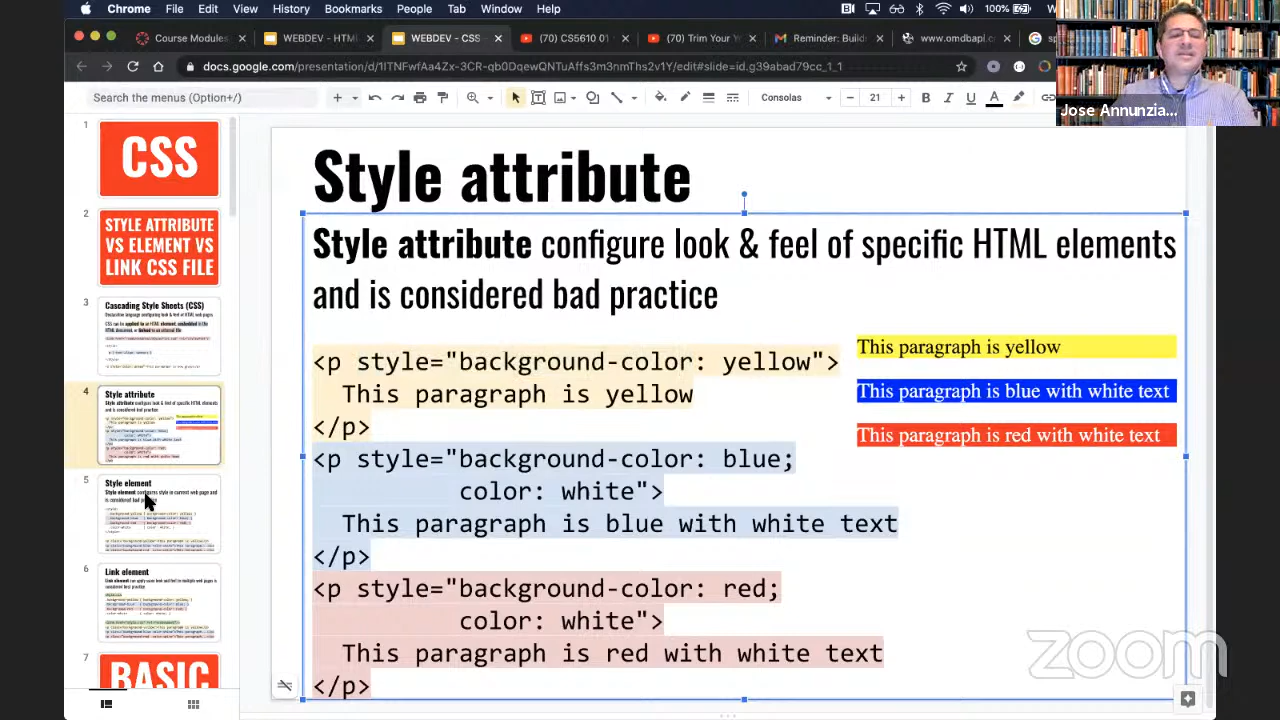 Chrome File Edit View History Bookmarks People Tab Window Help 100%
Course Modules WEBDEV - HTM WEBDEV - CS (70) CS5610 01 (70) Trim Your V Reminder: Build www.omdbapi.c
docs.google.com/presentation/d/1lTNFwfAa4Zx-3fzR-dx0DqewQNTuAffs3m3nmThs2v1Y/edit#slide=id.g9abad79cc_1_1
Search the menus (Option+/) Consolas 21 B I U A
Jose Annunzia...
1
CSS
2
STYLE ATTRIBUTE
VS ELEMENT VS
LINK CSS FILE
3
Cascading Style Sheets (CSS)
4
Style attribute
5
Style element
6
Link element
7
BASIC
Style attribute
Style attribute configure look & feel of specific HTML elements
and is considered bad practice
<p style="background-color: yellow">
This paragraph is yellow
</p>
<p style="background-color: blue;
color: white">
This paragraph is blue with white text
</p>
<p style="background-color: red;
color: white">
This paragraph is red with white text
</p>
This paragraph is yellow
This paragraph is blue with white text
This paragraph is red with white text
zoom